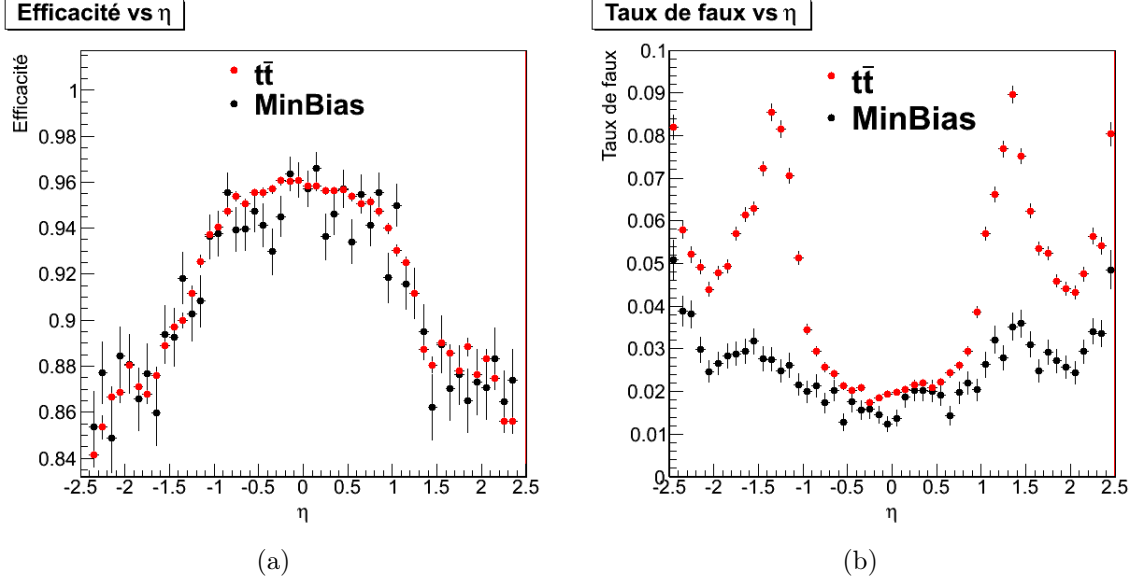 Efficacité vs η
Efficacité
tt̄
MinBias
1
0.98
0.96
0.94
0.92
0.9
0.88
0.86
0.84
-2.5 -2 -1.5 -1 -0.5 0 0.5 1 1.5 2 2.5
η
(a)
Taux de faux vs η
Taux de faux
tt̄
MinBias
0.1
0.09
0.08
0.07
0.06
0.05
0.04
0.03
0.02
0.01
0
-2.5 -2 -1.5 -1 -0.5 0 0.5 1 1.5 2 2.5
η
(b)